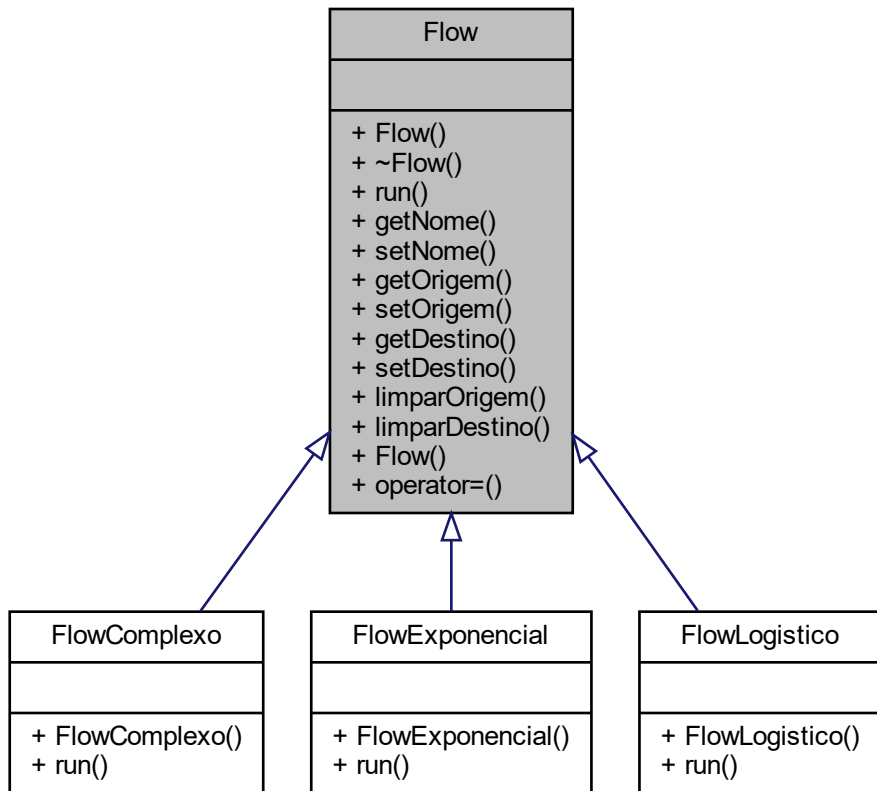 Flow
+ Flow()
+ ~Flow()
+ run()
+ getNome()
+ setNome()
+ getOrigem()
+ setOrigem()
+ getDestino()
+ setDestino()
+ limparOrigem()
+ limparDestino()
+ Flow()
+ operator=()
FlowComplexo
+ FlowComplexo()
+ run()
FlowExponencial
+ FlowExponencial()
+ run()
FlowLogistico
+ FlowLogistico()
+ run()